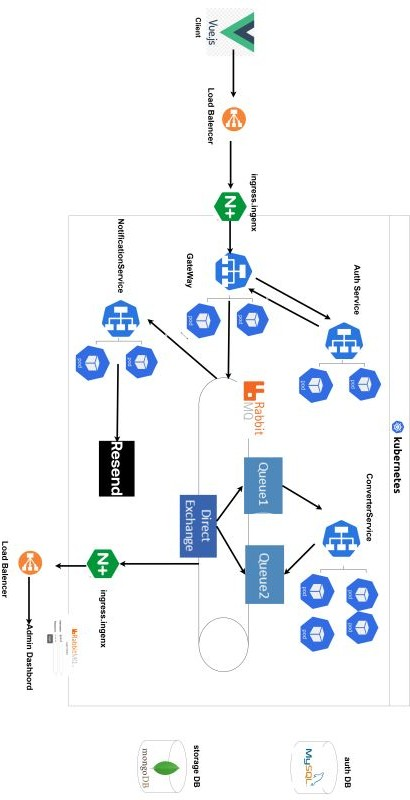 kubernetes
Vue.js
Client
Load Balencer
ingress.ingenx
GateWay
pod
pod
Auth Service
pod
pod
NotificationService
pod
pod
Resend
Rabbit
MQ
Direct
Exchange
Queue1
Queue2
ConverterService
pod
pod
pod
pod
N+
N+
ingress.ingenx
Load Balencer
Admin Dashbord
RabbitMQ
auth DB
MySQL
storage DB
mongoDB